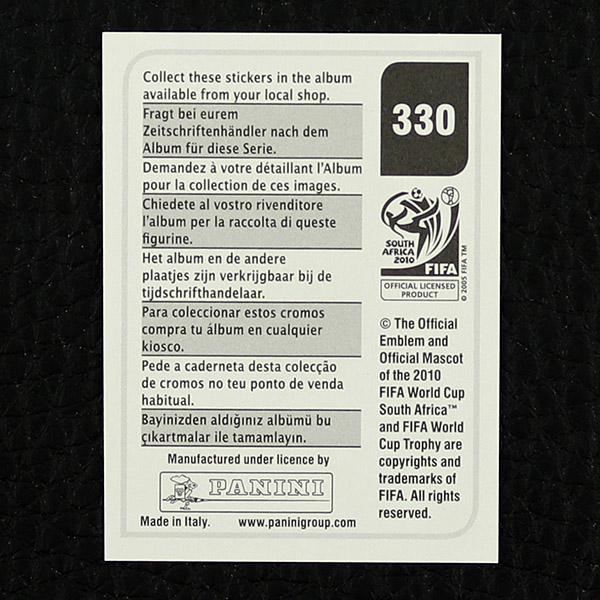 Collect these stickers in the album
available from your local shop.
Fragt bei eurem
Zeitschriftenhändler nach dem
Album für diese Serie.
Demandez à votre détaillant l'Album
pour la collection de ces images.
Chiedete al vostro rivenditore
l'album per la raccolta di queste
figurine.
Het album en de andere
plaatjes zijn verkrijgbaar bij de
tijdschrifthandelaar.
Para coleccionar estos cromos
compra tu álbum en cualquier
kiosco.
Pede a caderneta desta colecção
de cromos no teu ponto de venda
habitual.
Bayinizden aldığınız albümü bu
çıkartmalar ile tamamlayın.
Manufactured under licence by
PANINI
Made in Italy. www.paninigroup.com
330
SOUTH
AFRICA
2010
FIFA
OFFICIAL LICENSED
PRODUCT
© 2005 FIFA TM
© The Official
Emblem and
Official Mascot
of the 2010
FIFA World Cup
South Africa™
and FIFA World
Cup Trophy are
copyrights and
trademarks of
FIFA. All rights
reserved.